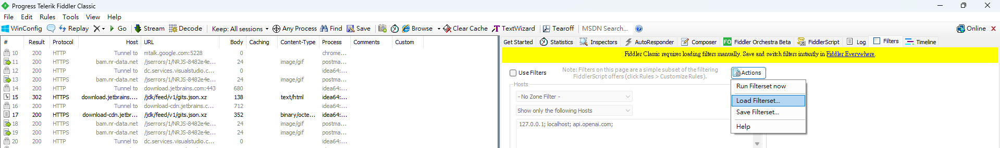 Progress Telerik Fiddler Classic
File Edit Rules Tools View Help
WinConfig Replay Go Stream Decode Keep: All sessions Any Process Find Save Browse Clear Cache TextWizard Tearoff MSDN Search... Online
# Result Protocol Host URL Body Caching Content-Type Process Comments Custom
10 200 HTTP Tunnel to mtalk.google.com:5228 0 chrome...
11 200 HTTPS bam.nr-data.net /jserrors/1/NRJS-8482e4e... 24 image/gif postma...
12 200 HTTP Tunnel to dc.services.visualstudio.c... 0 idea64:...
13 200 HTTPS bam.nr-data.net /jserrors/1/NRJS-8482e4e... 24 image/gif postma...
14 200 HTTP Tunnel to download.jetbrains.com:443 680 idea64:...
15 302 HTTPS download.jetbrains.... /jdk/feed/v1/gits.json.xz 138 text/html idea64:...
16 200 HTTP Tunnel to download-cdn.jetbrains.c... 712 idea64:...
17 200 HTTPS download-cdn.jetbr... /jdk/feed/v1/gits.json.xz 352 binary/octe... idea64:...
18 200 HTTPS bam.nr-data.net /jserrors/1/NRJS-8482e4e... 24 image/gif postma...
19 200 HTTPS bam.nr-data.net /jserrors/1/NRJS-8482e4e... 24 image/gif postma...
20 200 HTTP Tunnel to dc.services.visualstudio.c... 0 idea64:...
Get Started Statistics Inspectors AutoResponder Composer FO Fiddler Orchestra Beta FiddlerScript Log Filters Timeline
Fiddler Classic requires loading filters manually. Save and switch filters instantly in Fiddler Everywhere.
Use Filters
Note: Filters on this page are a simple subset of the filtering
FiddlerScript offers (click Rules > Customize Rules).
Actions
Run Filterset now
Load Filterset...
Save Filterset...
Help
Hosts
- No Zone Filter -
Show only the following Hosts
127.0.0.1; localhost; api.openai.com;